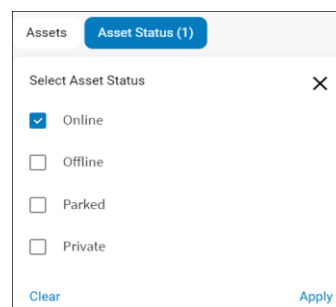 Assets Asset Status (1)
Select Asset Status
Online
Offline
Parked
Private
Clear Apply